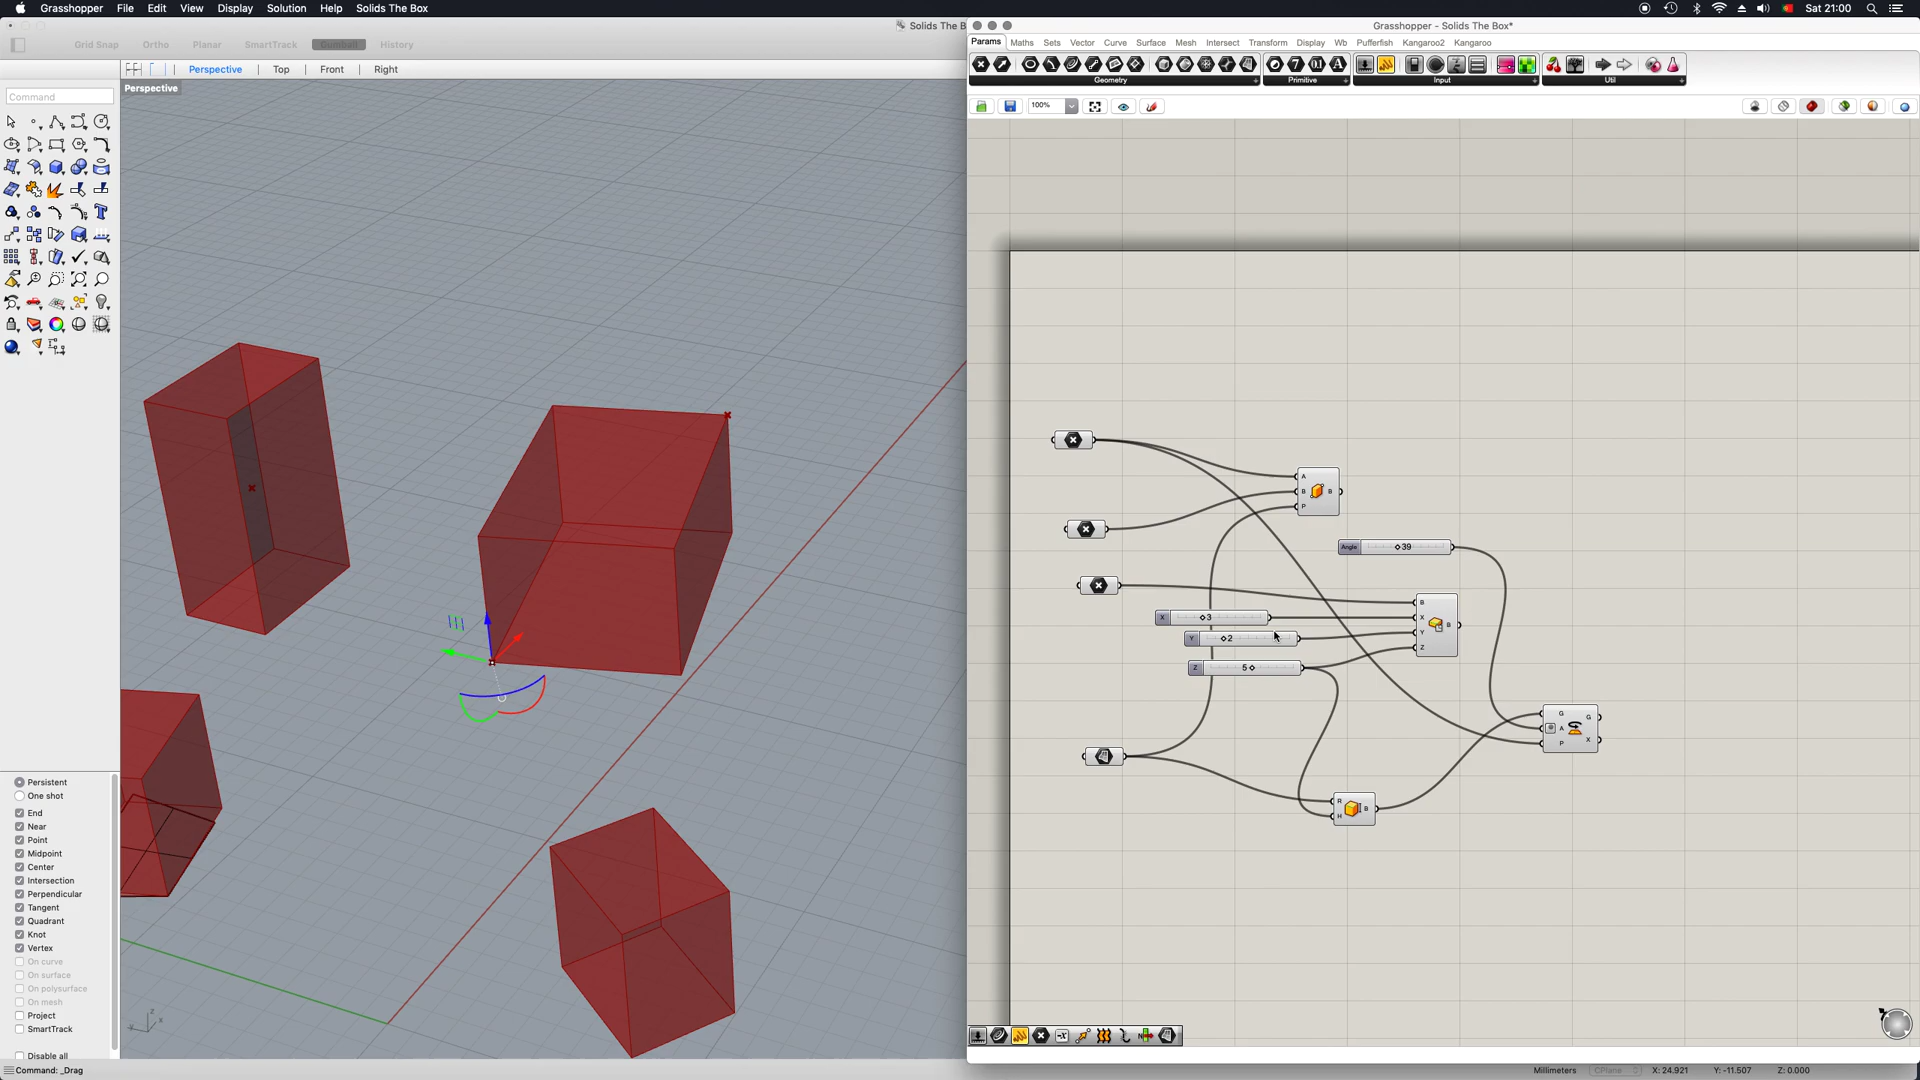 Grasshopper File Edit View Display Solution Help Solids The Box
Sat 21:00
Solids The B
Grasshopper - Solids The Box*
Grid Snap Ortho Planar SmartTrack Gumball History
Params Maths Sets Vector Curve Surface Mesh Intersect Transform Display Wb Pufferfish Kangaroo2 Kangaroo
Geometry Primitive Input Util
Perspective Top Front Right
Perspective
Command
100%
A
B B
P
Angle 39
B
X B
Y
Z
X 3
Y 2
Z 5
G G
A
P X
R B
H
Persistent
One shot
End
Near
Point
Midpoint
Center
Intersection
Perpendicular
Tangent
Quadrant
Knot
Vertex
On curve
On surface
On polysurface
On mesh
Project
SmartTrack
Disable all
Command: _Drag
Millimeters CPlane X: 24.921 Y: -11.507 Z: 0.000